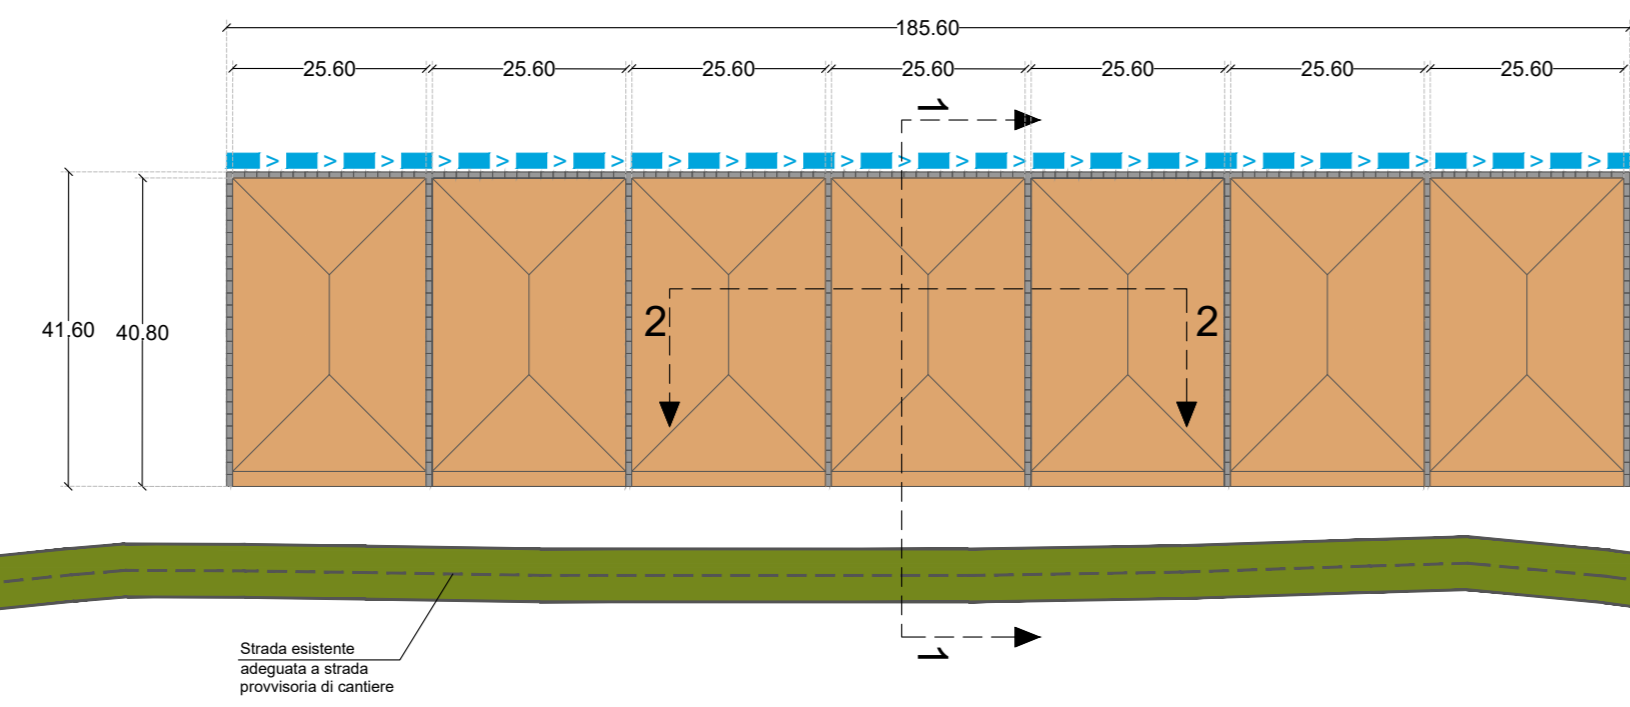 185.60
25.60 25.60 25.60 25.60 25.60 25.60 25.60
1
> > > > > > > > > > > > > > > > > > > > > > > >
41.60 40.80
2 2
Strada esistente
adeguata a strada
provvisoria di cantiere
1